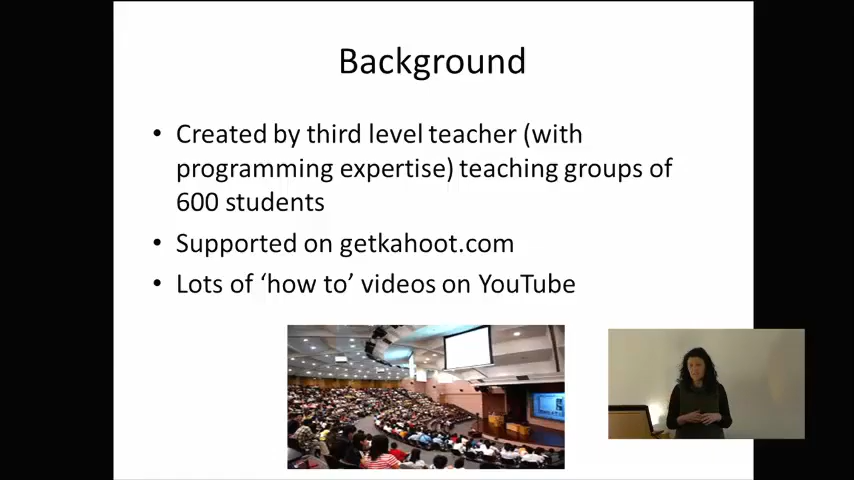 Background
• Created by third level teacher (with
programming expertise) teaching groups of
600 students
• Supported on getkahoot.com
• Lots of ‘how to’ videos on YouTube